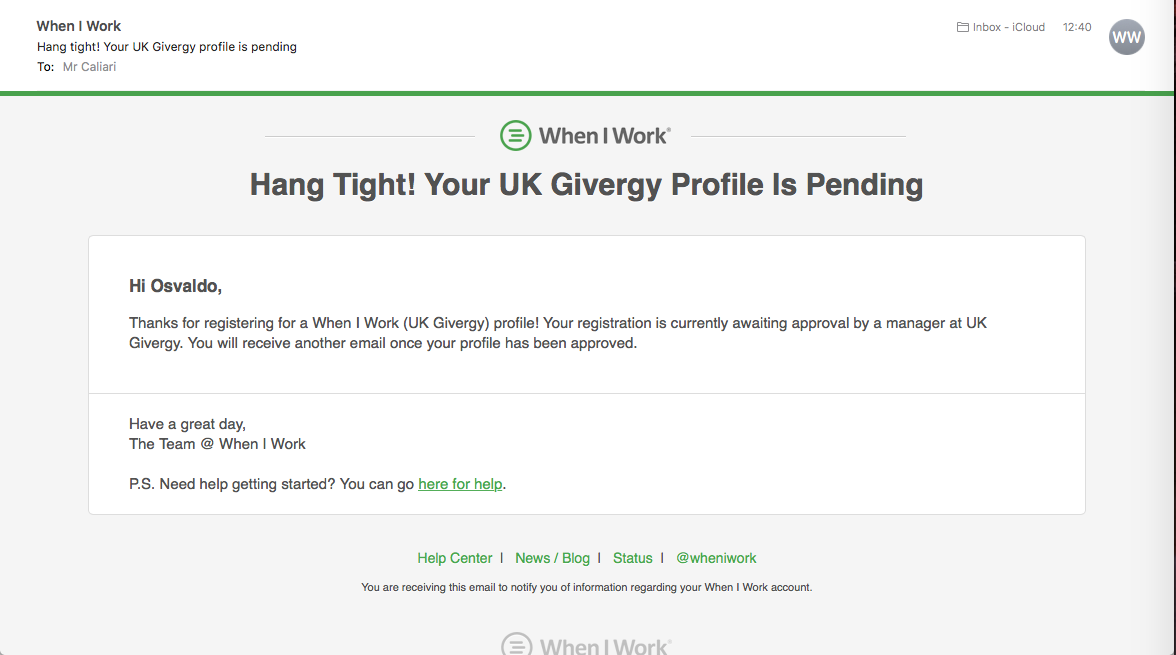 When I Work
Inbox - iCloud
12:40
WW
Hang tight! Your UK Givergy profile is pending
To: Mr Caliari
When I Work®
Hang Tight! Your UK Givergy Profile Is Pending
Hi Osvaldo,
Thanks for registering for a When I Work (UK Givergy) profile! Your registration is currently awaiting approval by a manager at UK
Givergy. You will receive another email once your profile has been approved.
Have a great day,
The Team @ When I Work
P.S. Need help getting started? You can go here for help.
Help Center | News / Blog | Status | @wheniwork
You are receiving this email to notify you of information regarding your When I Work account.
When I Work®